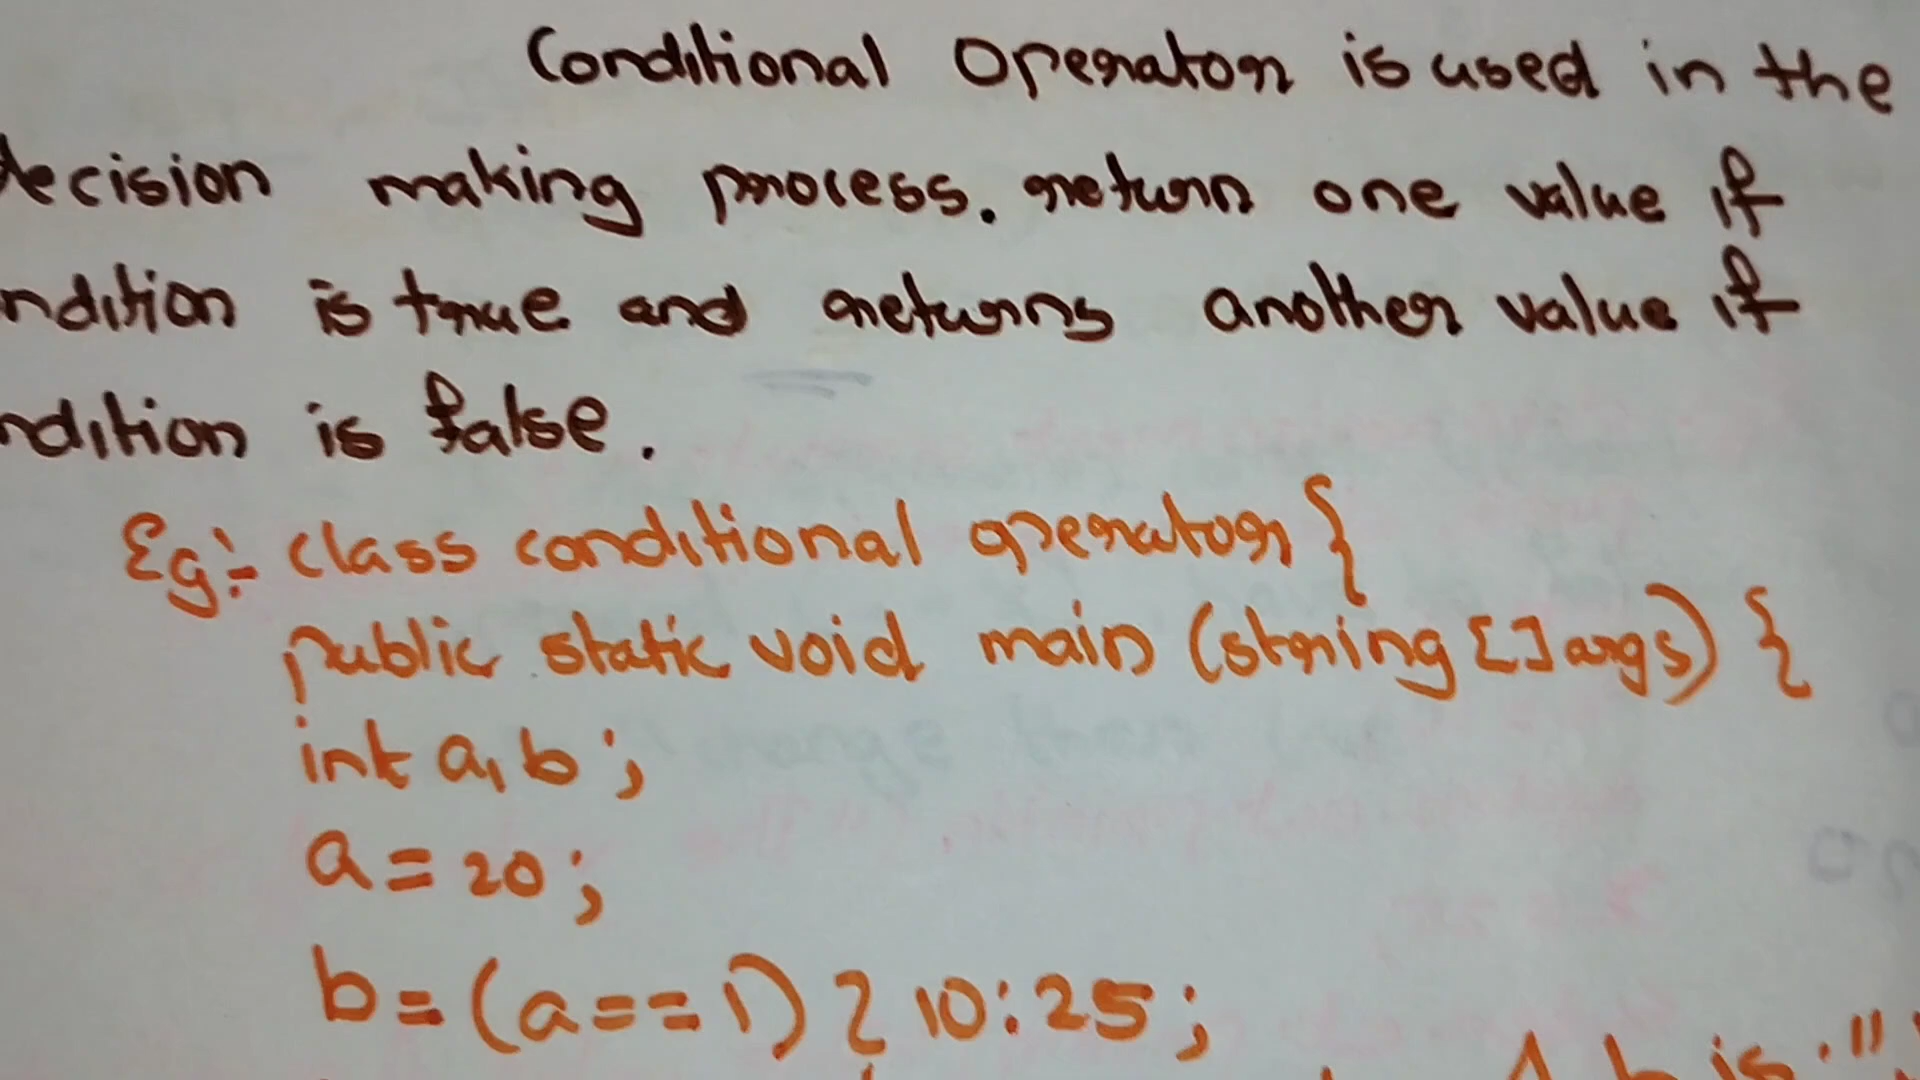 Conditional Operator is used in the
decision making process. return one value if
ndition is true and returns another value if
ndition is false.
Eg:- class conditional operator {
public static void main (string [] args) {
int a, b ;
a = 20 ;
b = (a == 1) ? 10 : 25 ;
b is :"